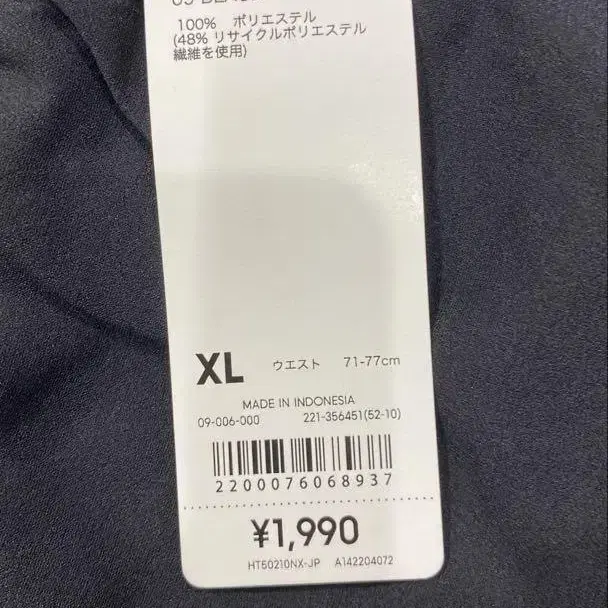 100% ポリエステル
(48% リサイクルポリエステル
繊維を使用)
XL ウエスト 71-77cm
MADE IN INDONESIA
09-006-000 221-356451(52-10)
2200076068937
¥1,990
HT50210NX-JP A142204072